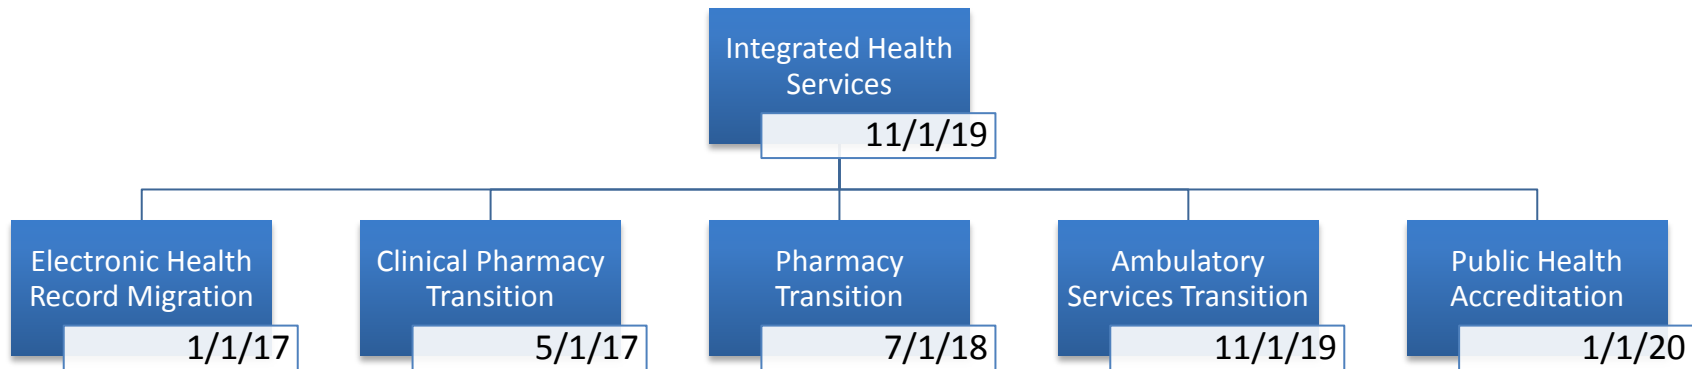 Integrated Health
Services
11/1/19
Electronic Health
Record Migration
1/1/17
Clinical Pharmacy
Transition
5/1/17
Pharmacy
Transition
7/1/18
Ambulatory
Services Transition
11/1/19
Public Health
Accreditation
1/1/20